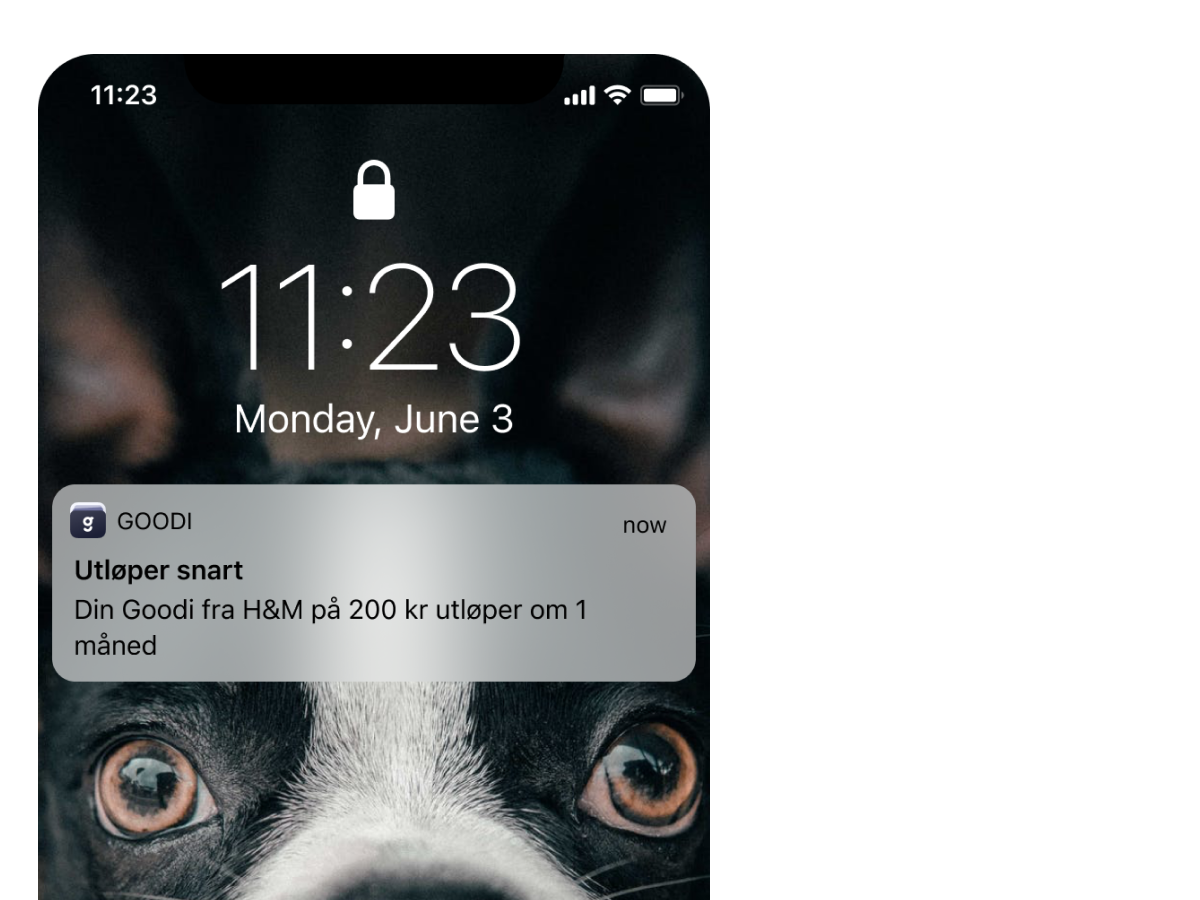 11:23
11:23
Monday, June 3
g GOODI now
Utløper snart
Din Goodi fra H&M på 200 kr utløper om 1
måned